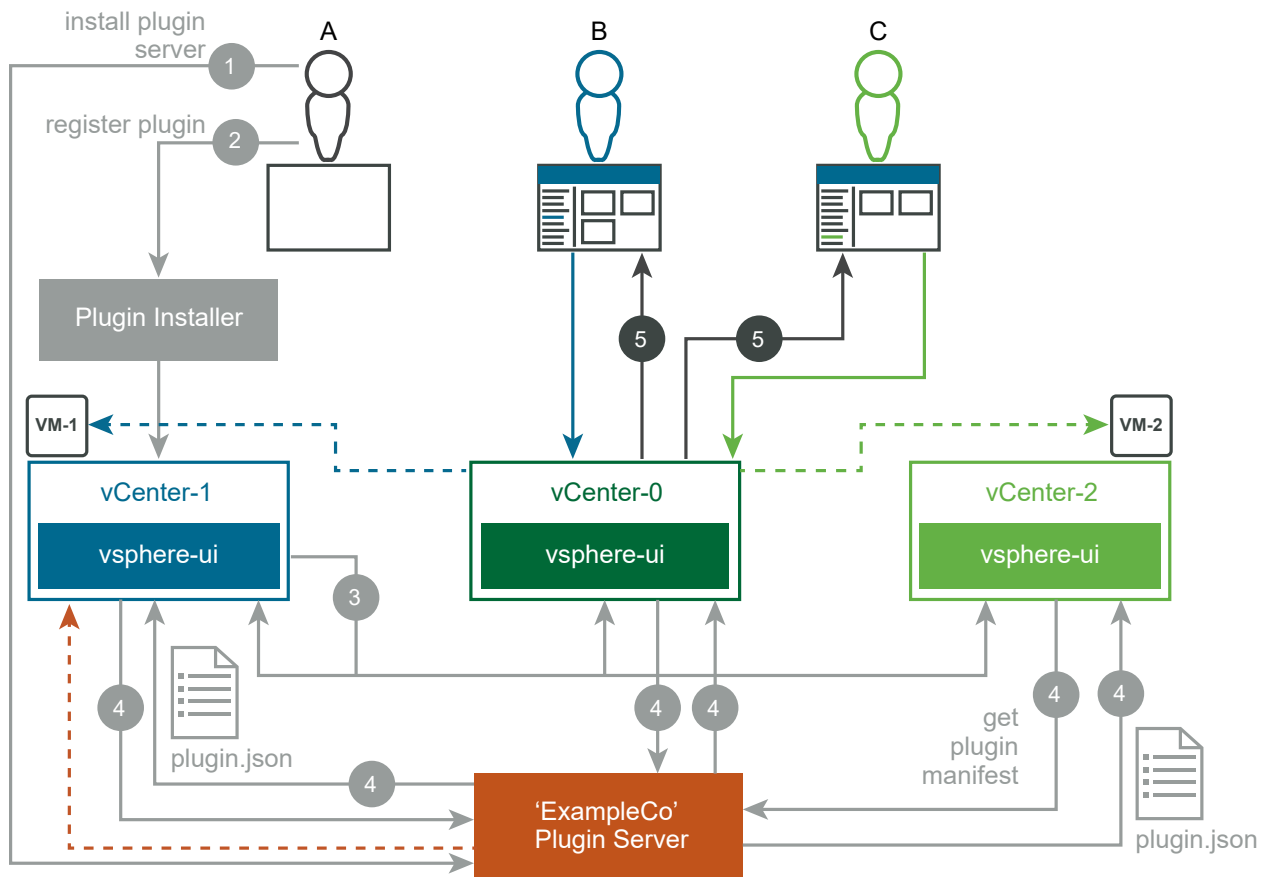 install plugin
server
A
B
C
1
register plugin
2
Plugin Installer
5
5
VM-1
VM-2
vCenter-1
vCenter-0
vCenter-2
vsphere-ui
vsphere-ui
vsphere-ui
3
4
4
4
4
4
get
plugin
manifest
plugin.json
4
‘ExampleCo’
Plugin Server
plugin.json